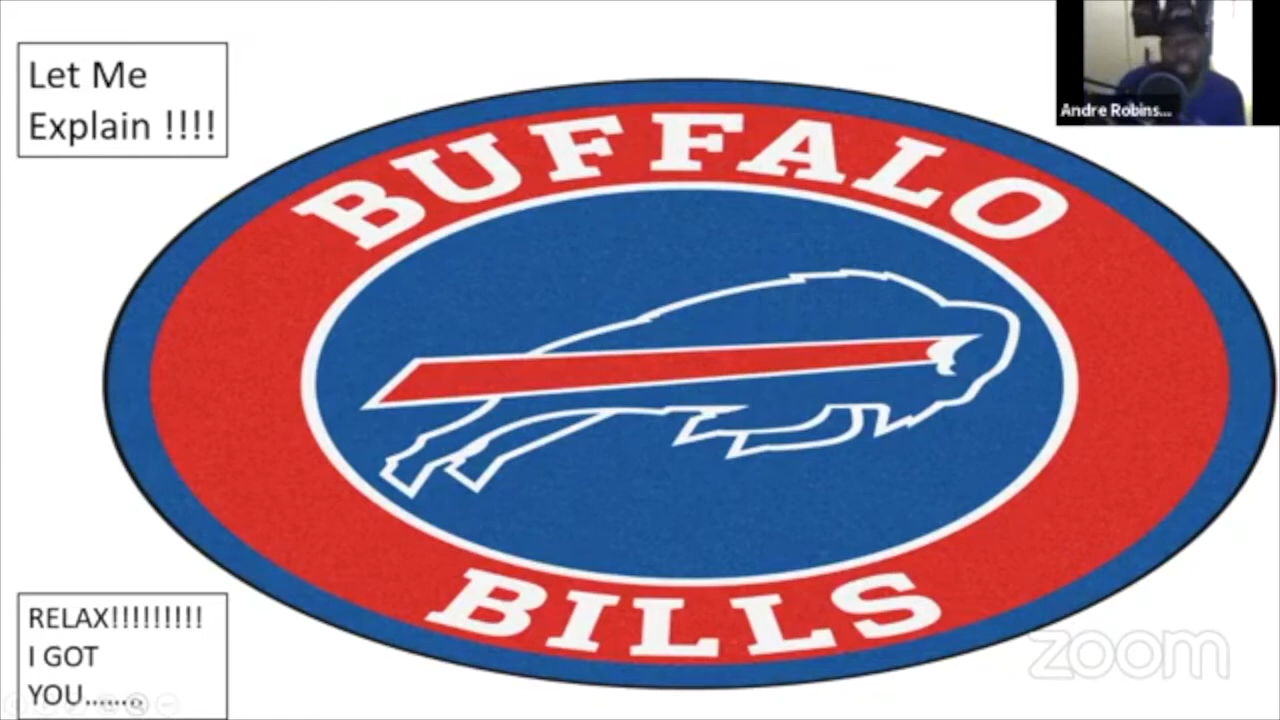 Let Me
Explain !!!!
Andre Robins...
BUFFALO
BILLS
RELAX!!!!!!!!!
I GOT
YOU........
zoom